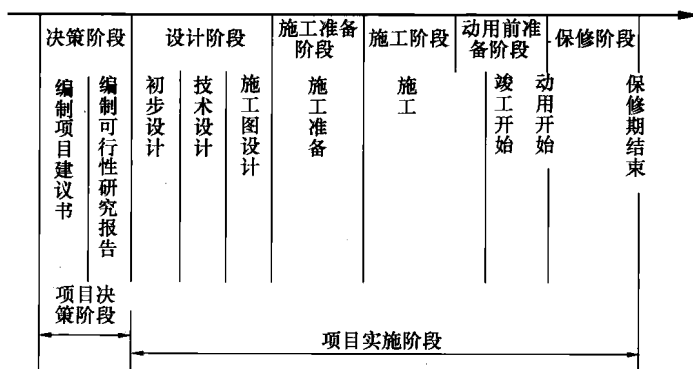 决策阶段
设计阶段
施工准备
阶段
施工阶段
动用前准
备阶段
保修阶段
编制项目建议书
编制可行性研究报告
初步设计
技术设计
施工图设计
施工准备
施工
竣工开始
动用开始
保修期结束
项目决
策阶段
项目实施阶段